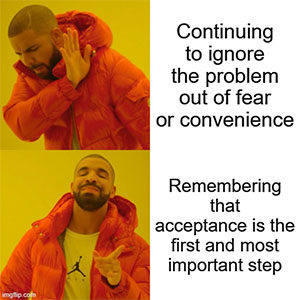 Continuing
to ignore
the problem
out of fear
or convenience
Remembering
that
acceptance is the
first and most
important step
imgflip.com